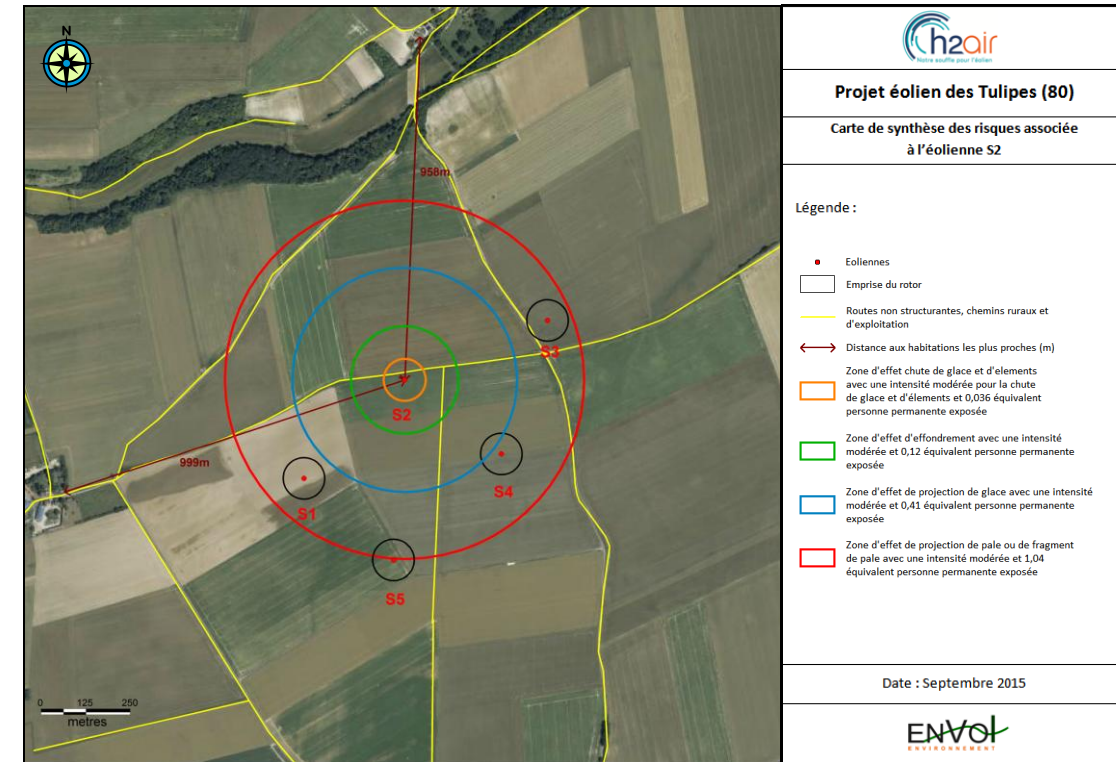 N
958m
S3
S2
999m
S4
S1
S5
0 125 250
metres
h2air
Notre souffle pour l'éolien
Projet éolien des Tulipes (80)
Carte de synthèse des risques associée
à l'éolienne S2
Légende :
Eoliennes
Emprise du rotor
Routes non structurantes, chemins ruraux et
d'exploitation
Distance aux habitations les plus proches (m)
Zone d'effet chute de glace et d'elements
avec une intensité modérée pour la chute
de glace et d'élements et 0,036 équivalent
personne permanente exposée
Zone d'effet d'effondrement avec une intensité
modérée et 0,12 équivalent personne permanente
exposée
Zone d'effet de projection de glace avec une intensité
modérée et 0,41 équivalent personne permanente
exposée
Zone d'effet de projection de pale ou de fragment
de pale avec une intensité modérée et 1,04
équivalent personne permanente exposée
Date : Septembre 2015
ENVOL
ENVIRONNEMENT